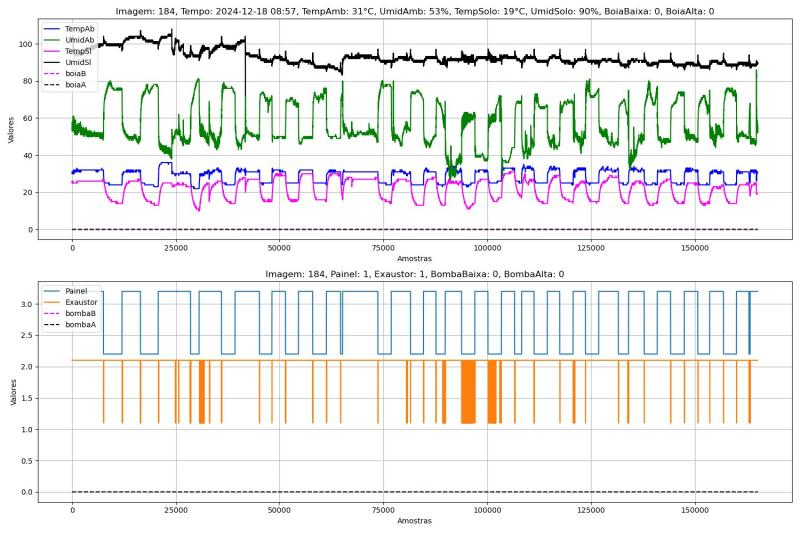 Imagem: 184, Tempo: 2024-12-18 08:57, TempAmb: 31°C, UmidAmb: 53%, TempSolo: 19°C, UmidSolo: 90%, BoiaBaixa: 0, BoiaAlta: 0
TempAb
UmidAb
TempSl
UmidSl
boiaB
boiaA
Valores
100
80
60
40
20
0
0 25000 50000 75000 100000 125000 150000
Amostras
Imagem: 184, Painel: 1, Exaustor: 1, BombaBaixa: 0, BombaAlta: 0
Painel
Exaustor
bombaB
bombaA
Valores
3.0
2.5
2.0
1.5
1.0
0.5
0.0
0 25000 50000 75000 100000 125000 150000
Amostras